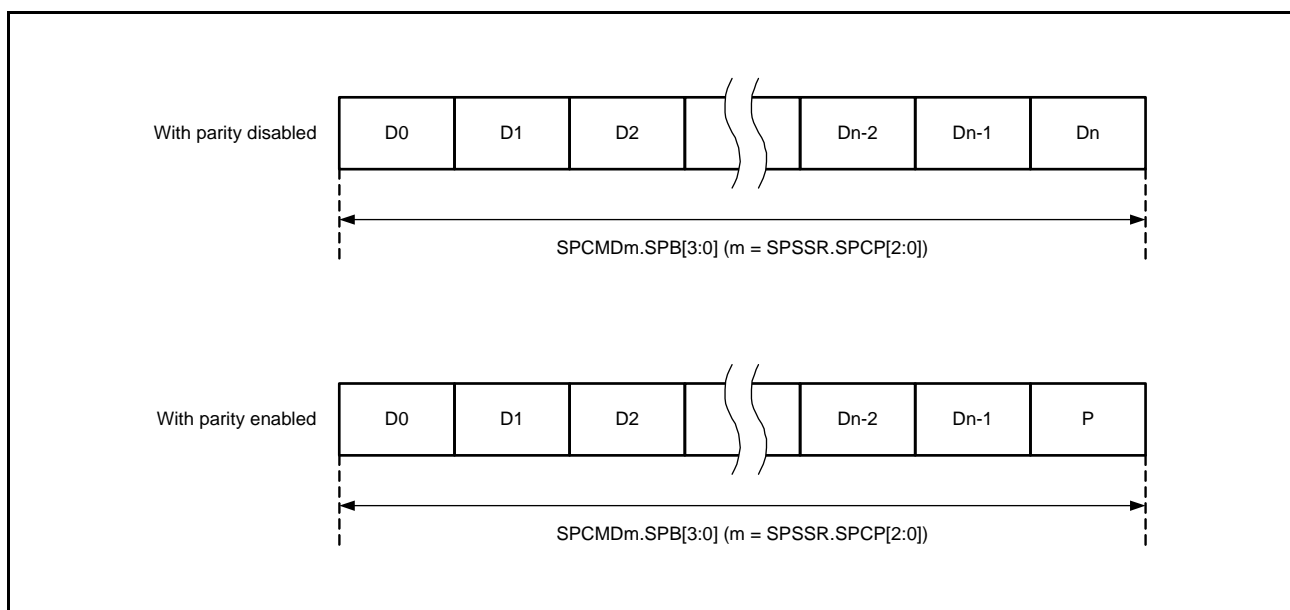 With parity disabled D0 D1 D2 Dn-2 Dn-1 Dn
SPCMDm.SPB[3:0] (m = SPSSR.SPCP[2:0])
With parity enabled D0 D1 D2 Dn-2 Dn-1 P
SPCMDm.SPB[3:0] (m = SPSSR.SPCP[2:0])